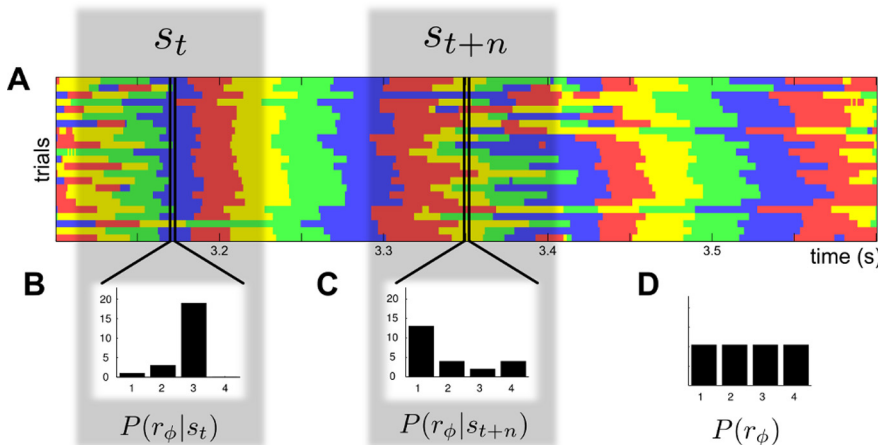 s_t s_{t+n}
A
trials
3.2 3.3 3.4 3.5 time (s)
B C D
20 20
15 15
10 10
5 5
0 0
1 2 3 4 1 2 3 4 1 2 3 4
P(r_ϕ|s_t) P(r_ϕ|s_{t+n}) P(r_ϕ)